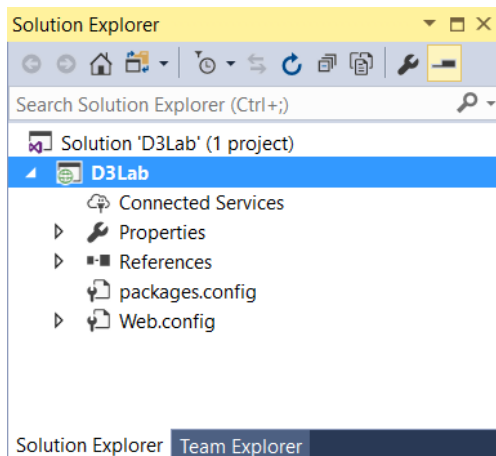 Solution Explorer
Search Solution Explorer (Ctrl+;)
Solution 'D3Lab' (1 project)
D3Lab
Connected Services
Properties
References
packages.config
Web.config
Solution Explorer Team Explorer